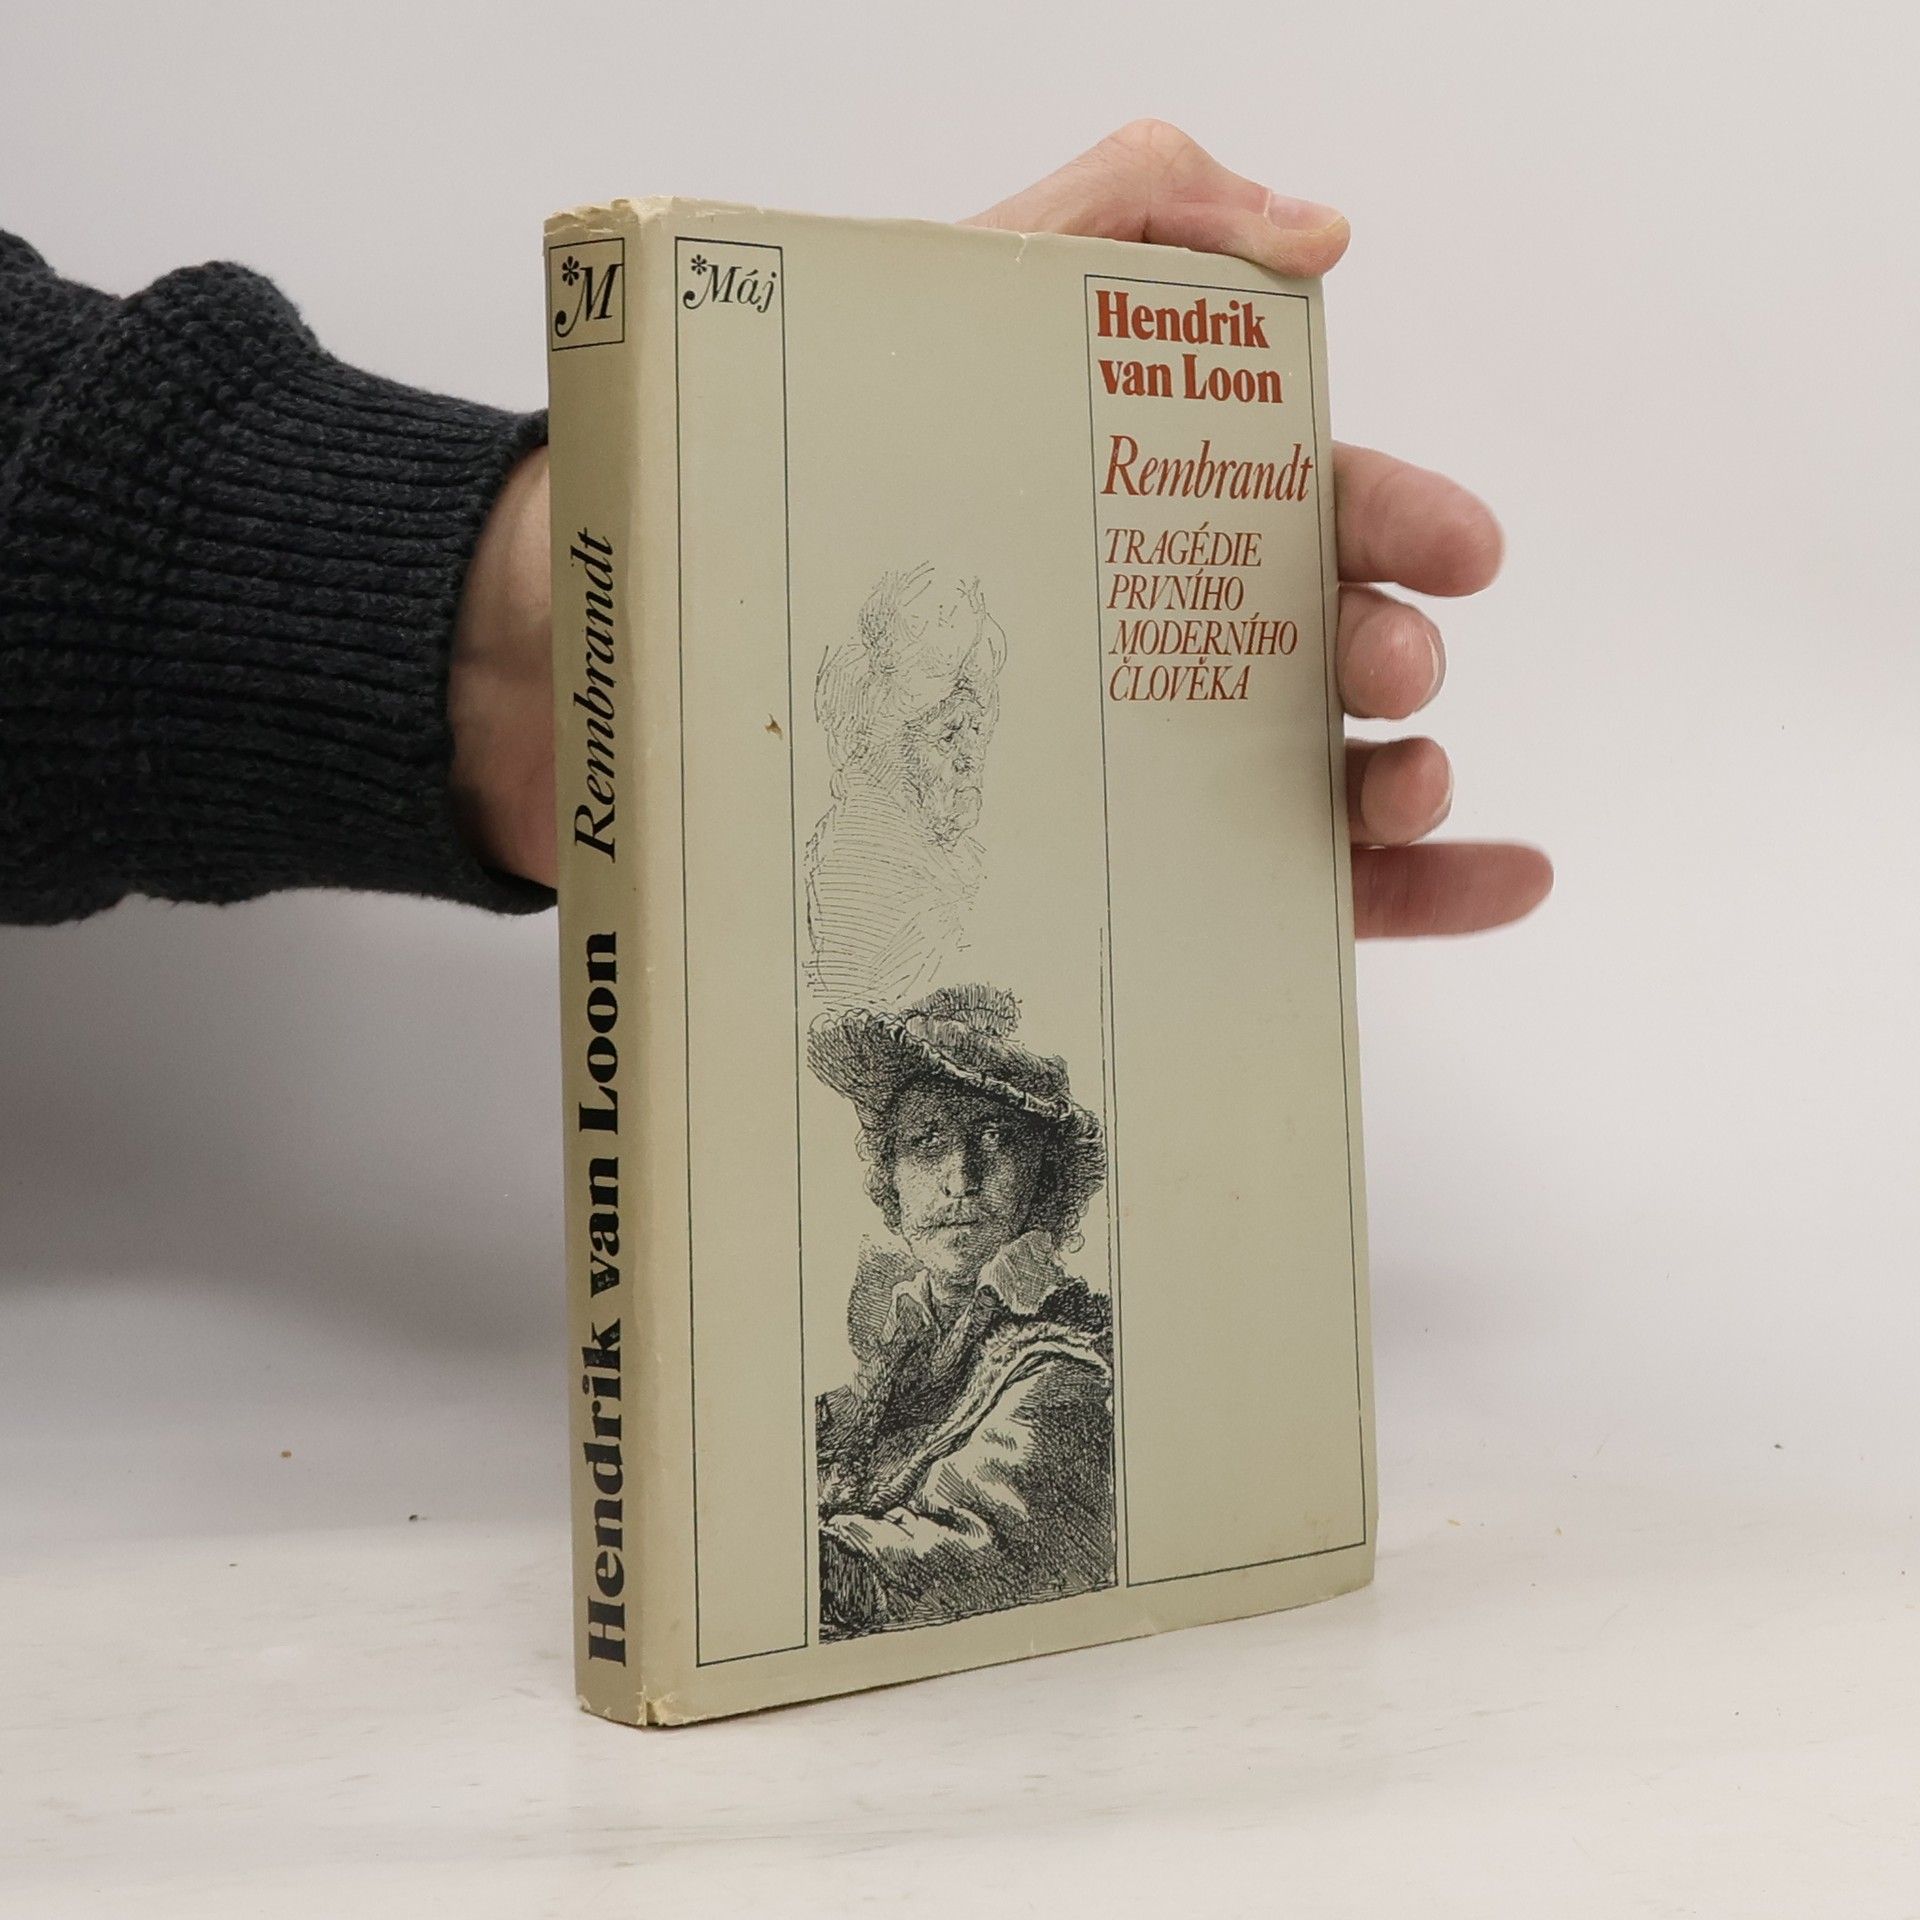 *M
Hendrik van Loon Rembrandt
*Máj
Hendrik
van Loon
Rembrandt
TRAGÉDIE
PRVNÍHO
MODERNÍHO
ČLOVĚKA